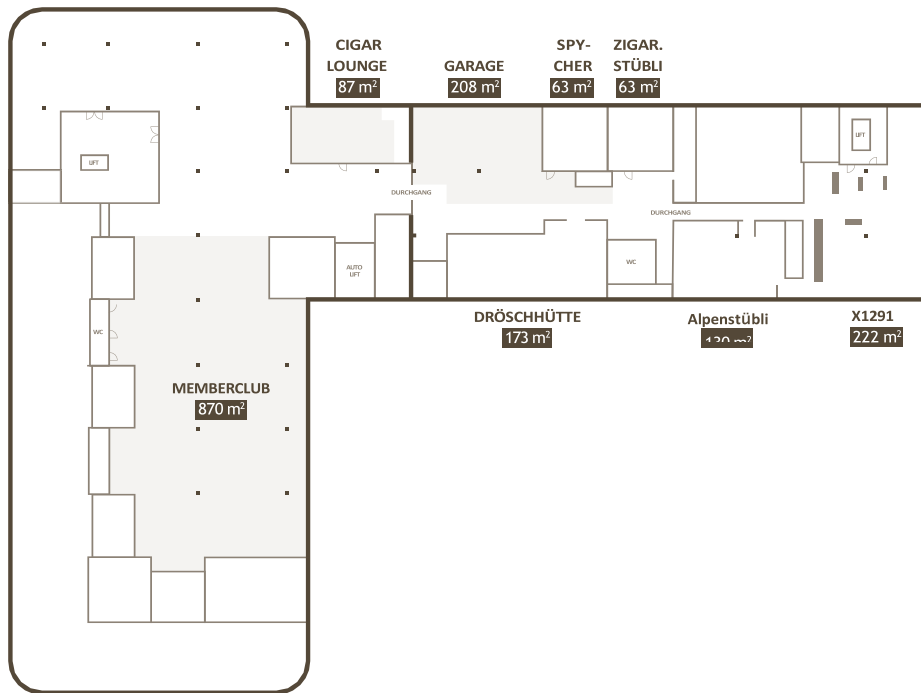 CIGAR
LOUNGE
87 m²
GARAGE
208 m²
SPY-
CHER
63 m²
ZIGAR.
STÜBLI
63 m²
LIFT
LIFT
DURCHGANG
DURCHGANG
AUTO
LIFT
WC
WC
DRÖSCHHÜTTE
173 m²
Alpenstübli
X1291
222 m²
MEMBERCLUB
870 m²